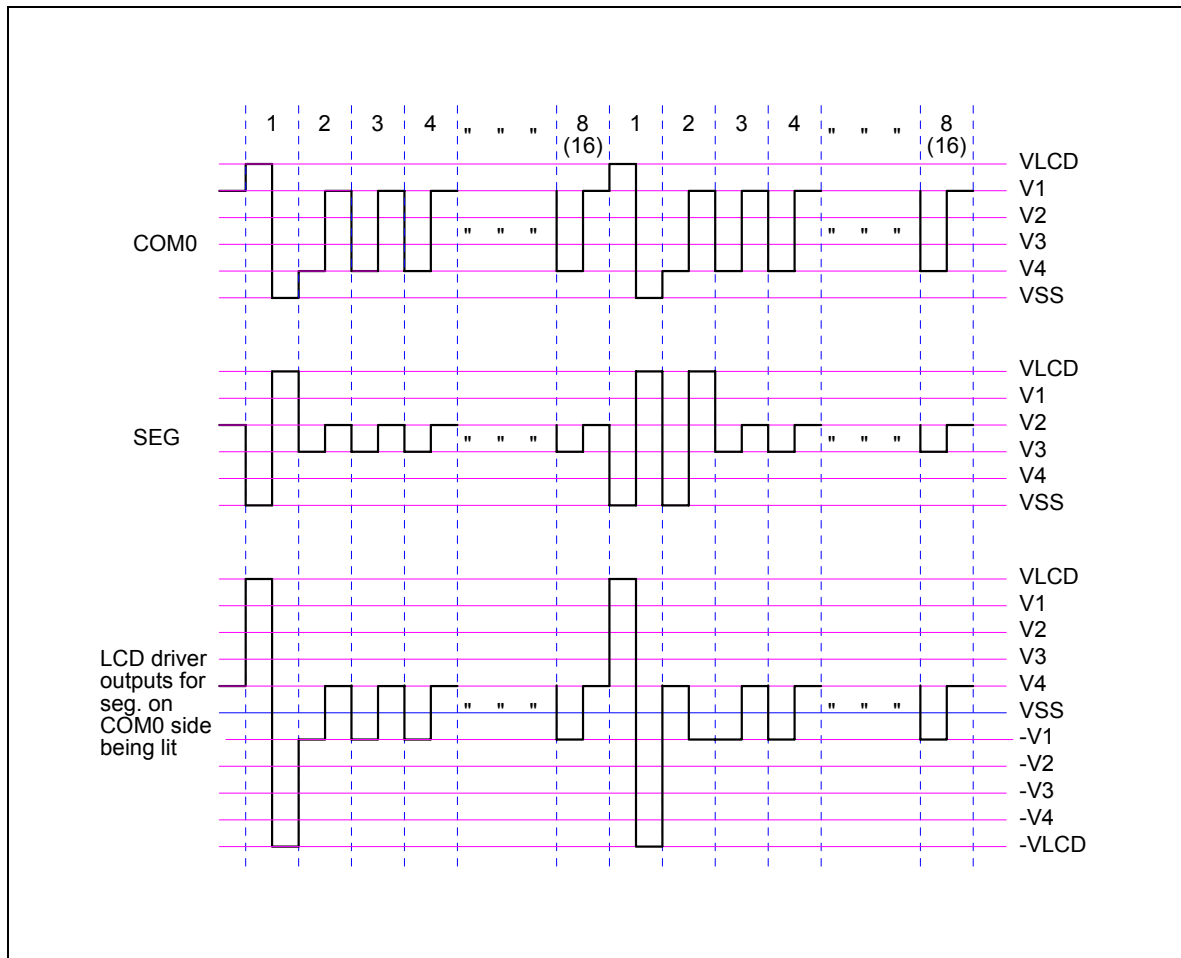 1 2 3 4 " " " 8 1 2 3 4 " " " 8
(16) (16)
VLCD
V1
V2
COM0 " " " " " " V3
V4
VSS
VLCD
V1
V2
SEG " " " " " " V3
V4
VSS
VLCD
V1
V2
V3
LCD driver
outputs for V4
seg. on " " " " " " VSS
COM0 side
being lit -V1
-V2
-V3
-V4
-VLCD